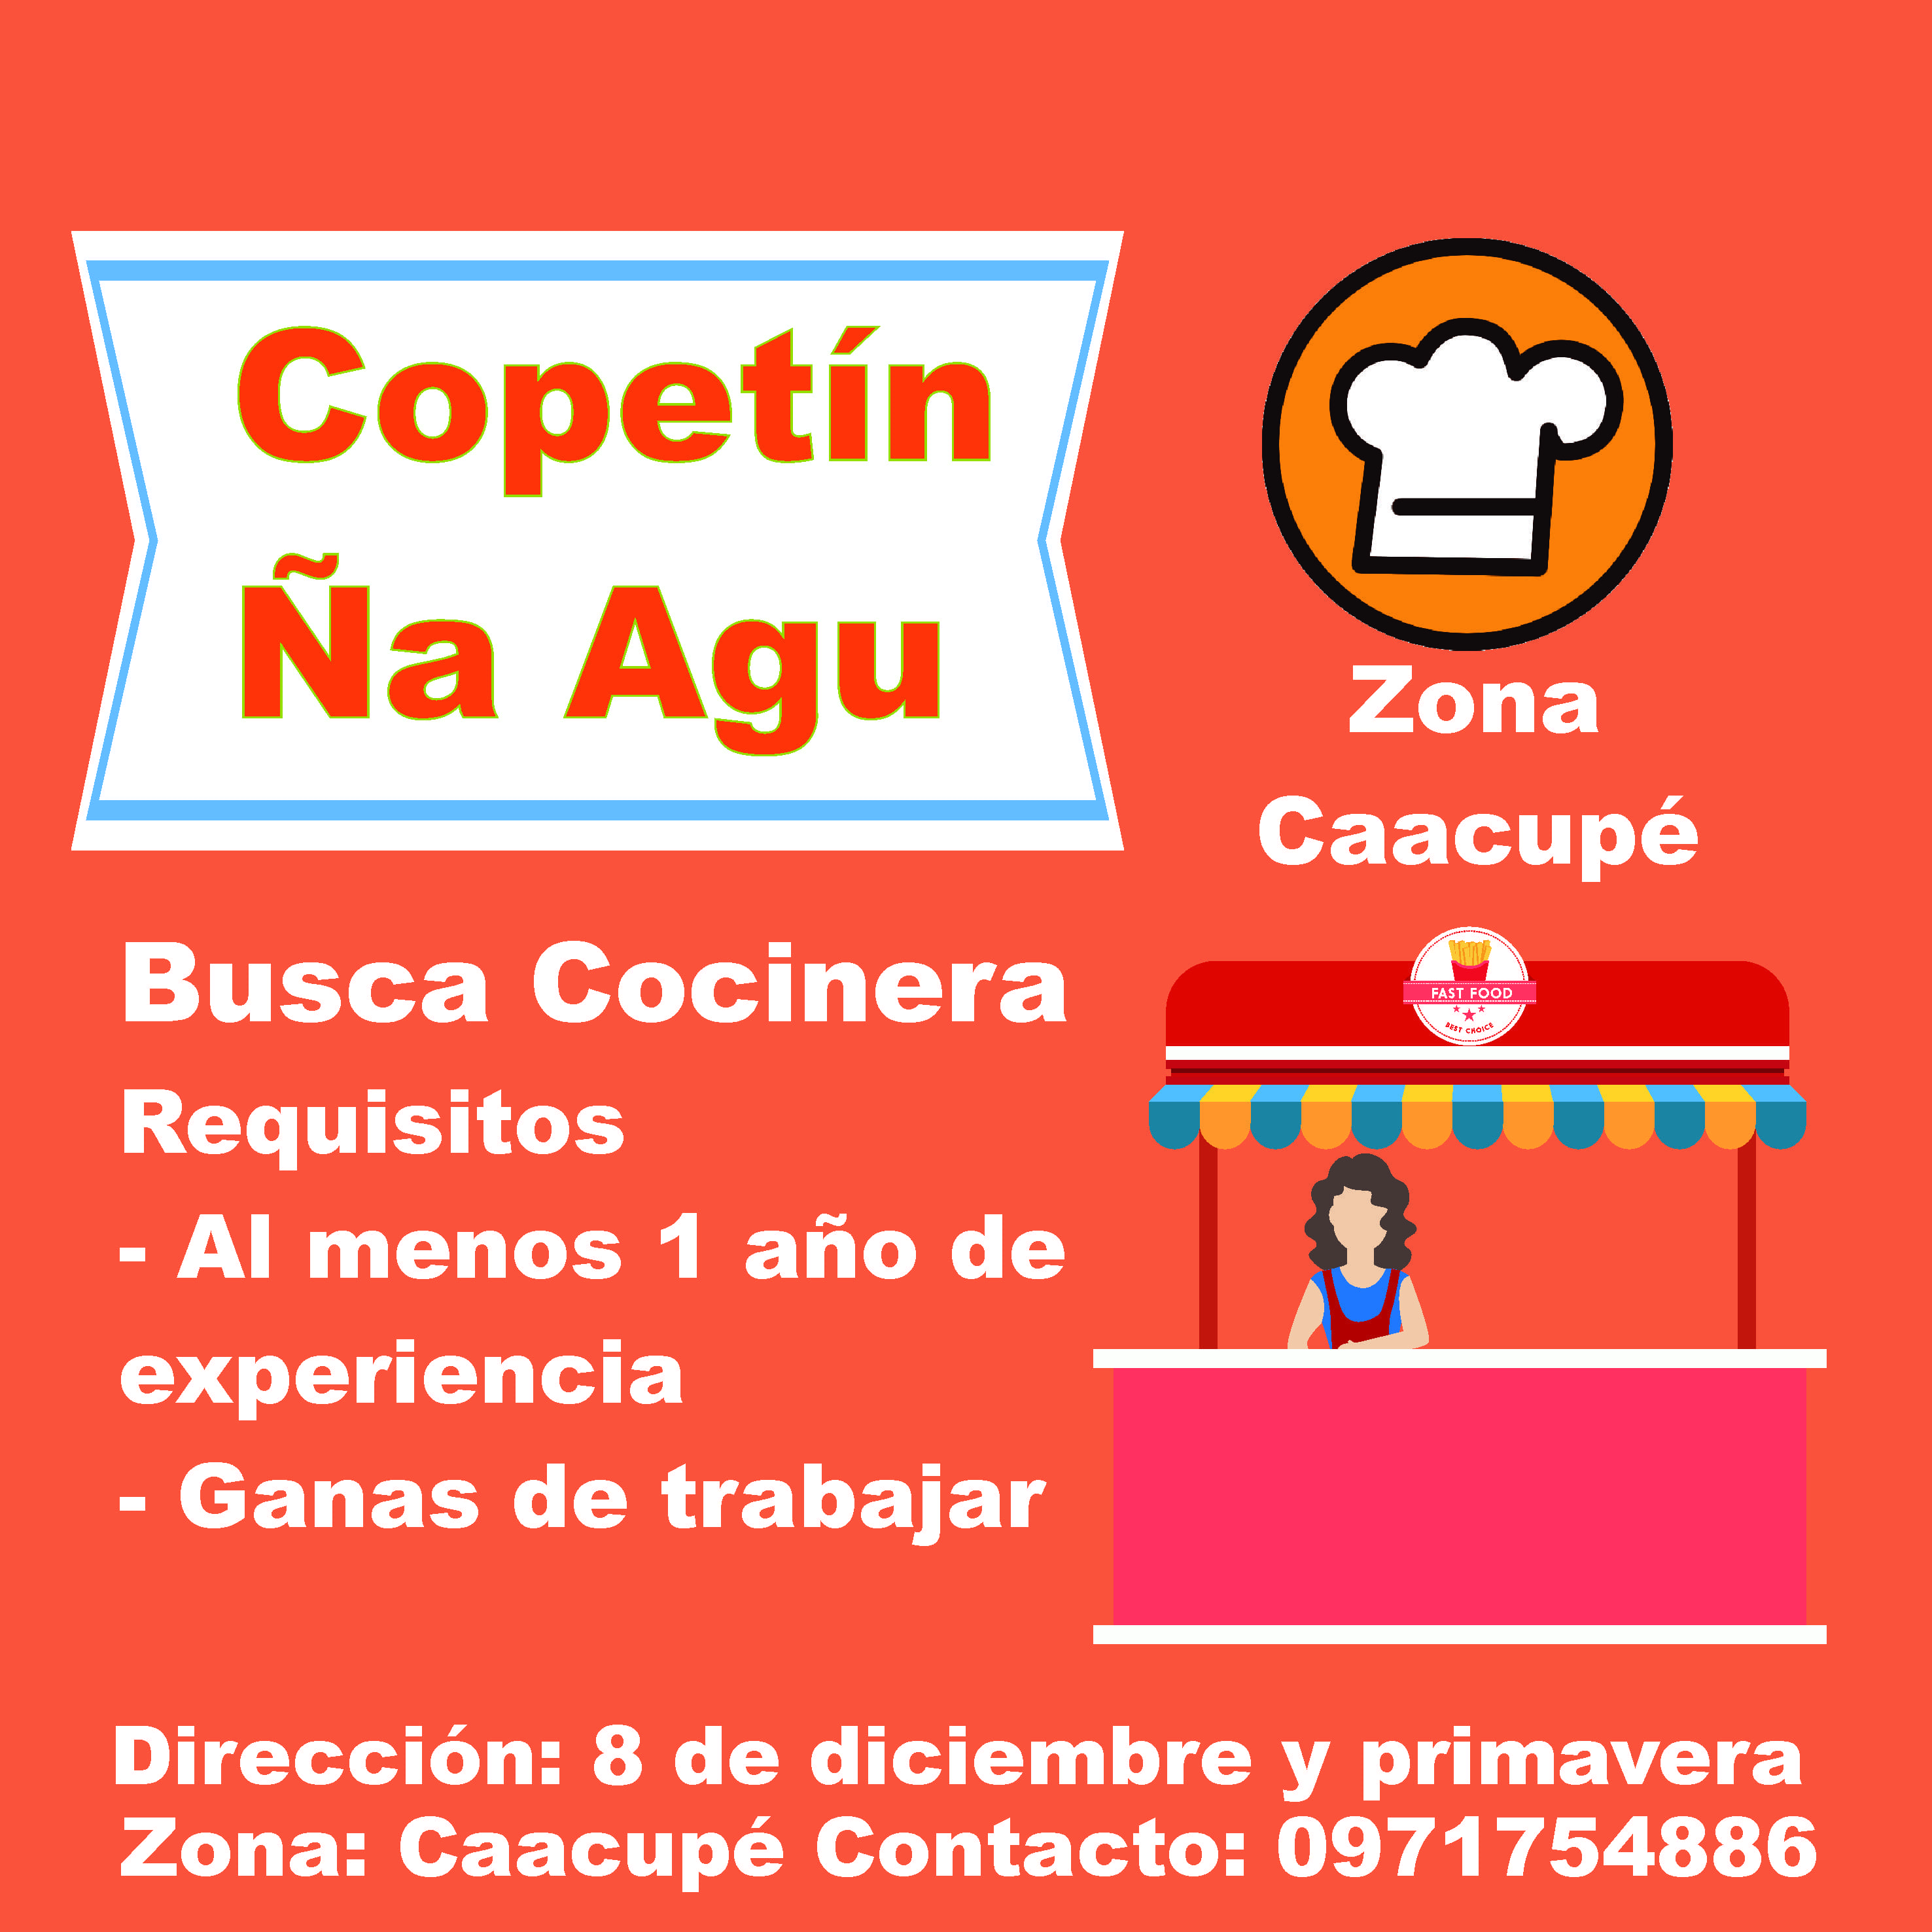 Copetín
Ña Agu
Zona
Caacupé
Busca Cocinera
Requisitos
- Al menos 1 año de
experiencia
- Ganas de trabajar
FAST FOOD
BEST CHOICE
Dirección: 8 de diciembre y primavera
Zona: Caacupé Contacto: 0971754886